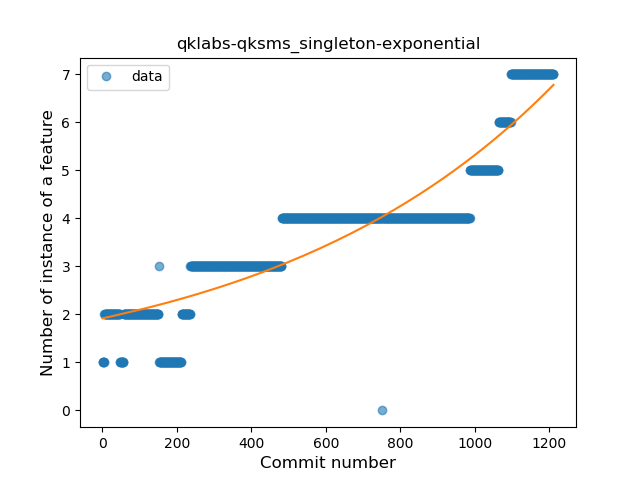 qklabs-qksms_singleton-exponential
data
Number of instance of a feature
7
6
5
4
3
2
1
0
0 200 400 600 800 1000 1200
Commit number